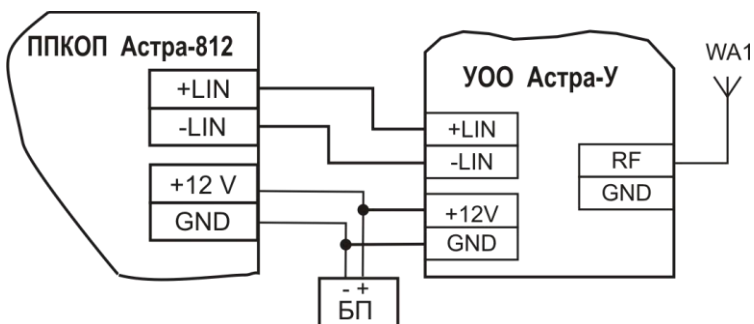 ППКОП Астра-812
+LIN
-LIN
+12 V
GND
УОО Астра-У
+LIN
-LIN
+12V
GND
RF
GND
WA1
- +
БП